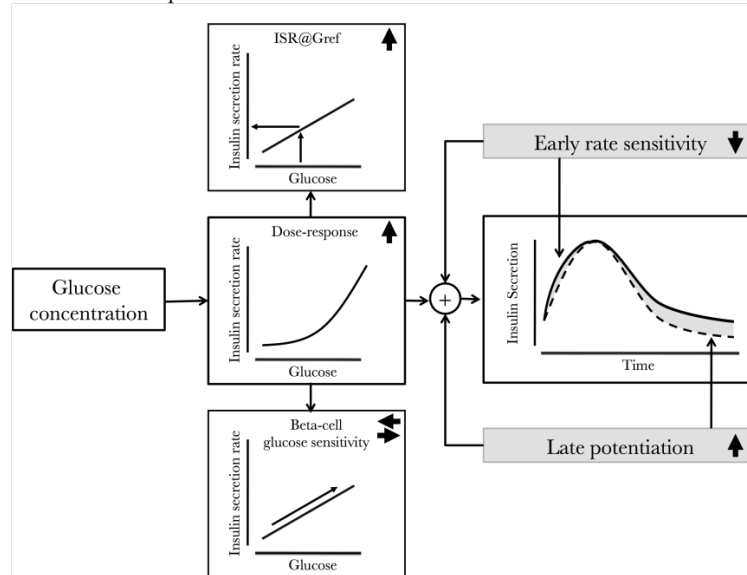 ISR@Gref
Insulin secretion rate
Glucose
Early rate sensitivity
Dose-response
Insulin secretion rate
Glucose
Glucose
concentration
+
Insulin Secretion
Time
Beta-cell
glucose sensitivity
Insulin secretion rate
Glucose
Late potentiation